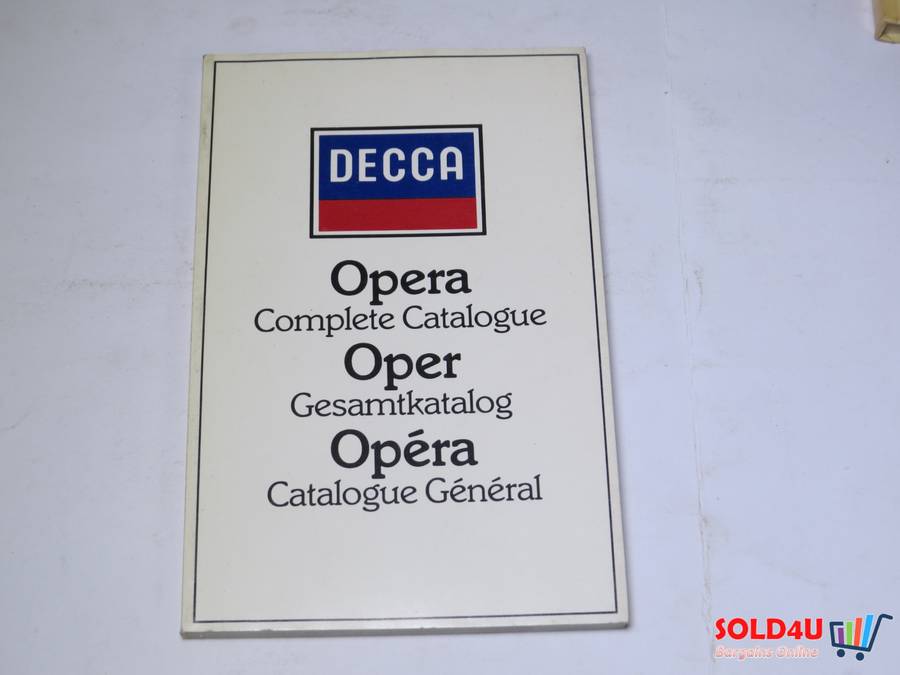 DECCA
Opera
Complete Catalogue
Oper
Gesamtkatalog
Opéra
Catalogue Général
SOLD4U
Bargains Online